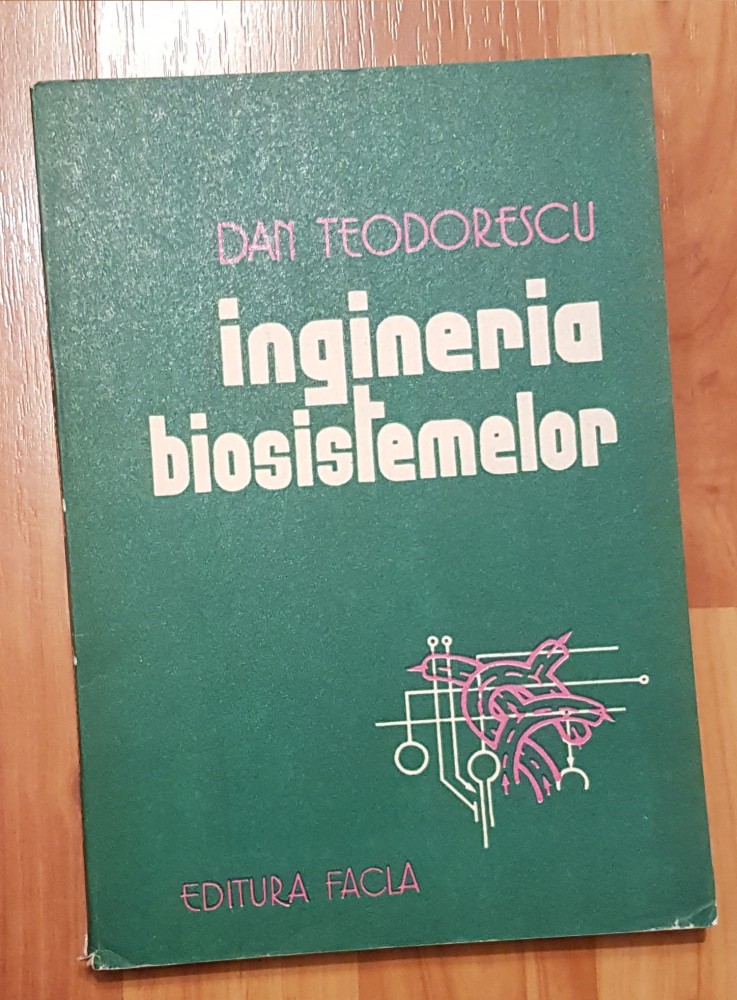 DAN TEODORESCU
ingineria
biosistemelor
EDITURA FACLA